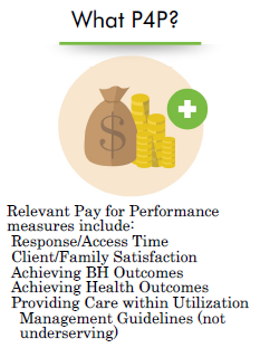 What P4P?
$
Relevant Pay for Performance
measures include:
Response/Access Time
Client/Family Satisfaction
Achieving BH Outcomes
Achieving Health Outcomes
Providing Care within Utilization
Management Guidelines (not
underserving)